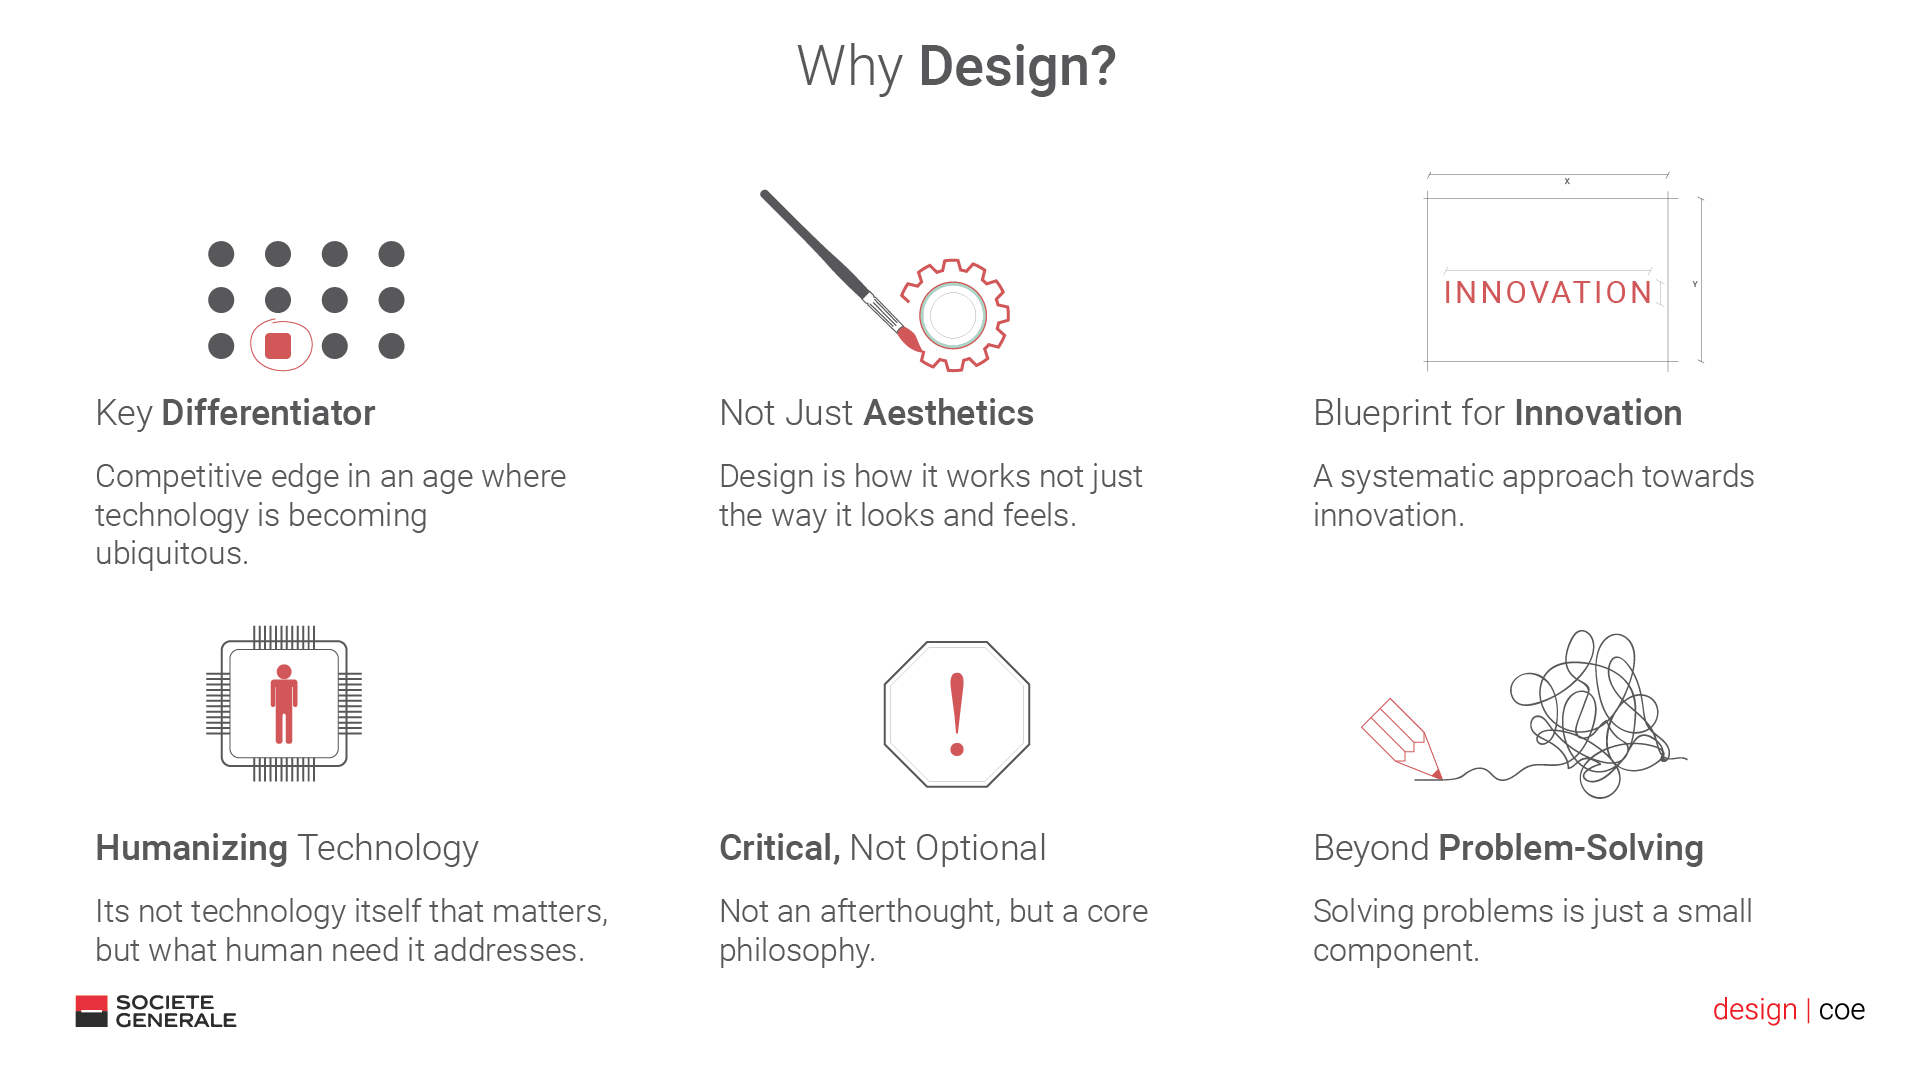 Why Design?
X
Y
INNOVATION
Key Differentiator
Competitive edge in an age where
technology is becoming
ubiquitous.
Not Just Aesthetics
Design is how it works not just
the way it looks and feels.
Blueprint for Innovation
A systematic approach towards
innovation.
Humanizing Technology
Its not technology itself that matters,
but what human need it addresses.
Critical, Not Optional
Not an afterthought, but a core
philosophy.
Beyond Problem-Solving
Solving problems is just a small
component.
SOCIETE
GENERALE
design | coe